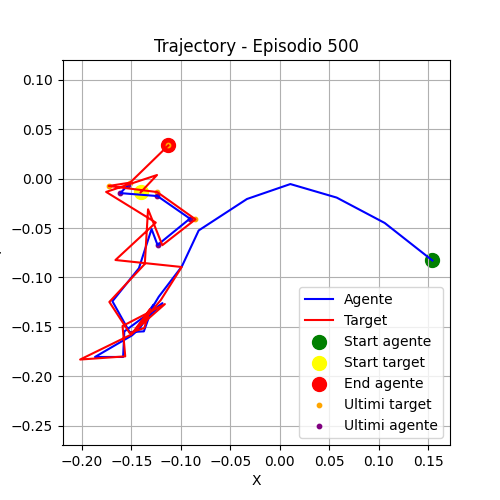 Trajectory - Episodio 500
0.10
0.05
0.00
−0.05
−0.10
−0.15
−0.20
−0.25
Agente
Target
Start agente
Start target
End agente
Ultimi target
Ultimi agente
−0.20 −0.15 −0.10 −0.05 0.00 0.05 0.10 0.15
X